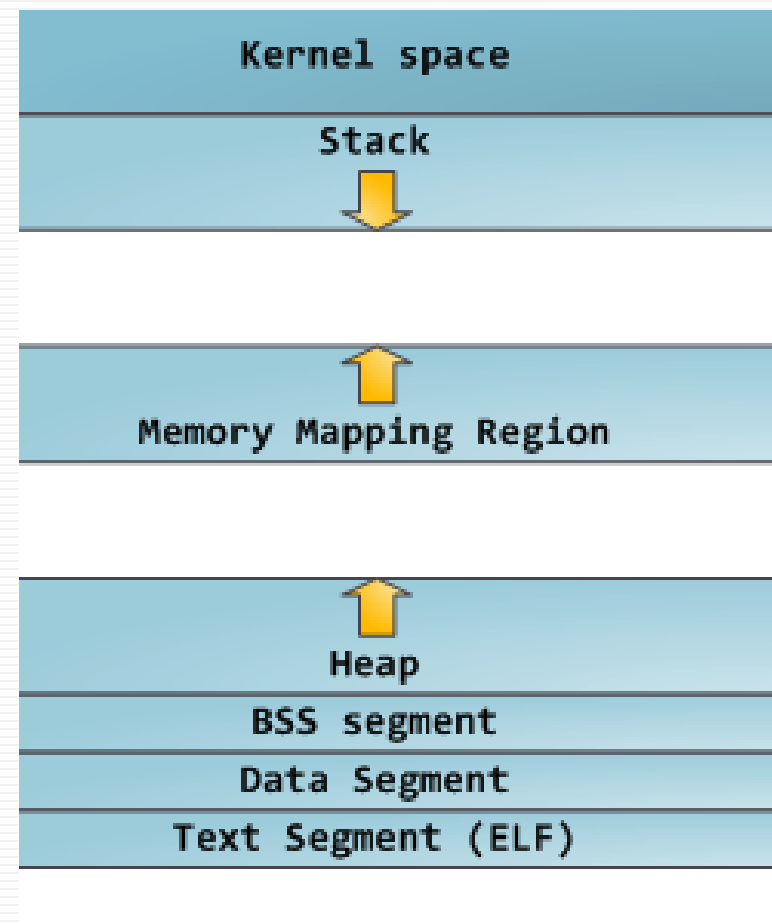 Kernel space
Stack
Memory Mapping Region
Heap
BSS segment
Data Segment
Text Segment (ELF)